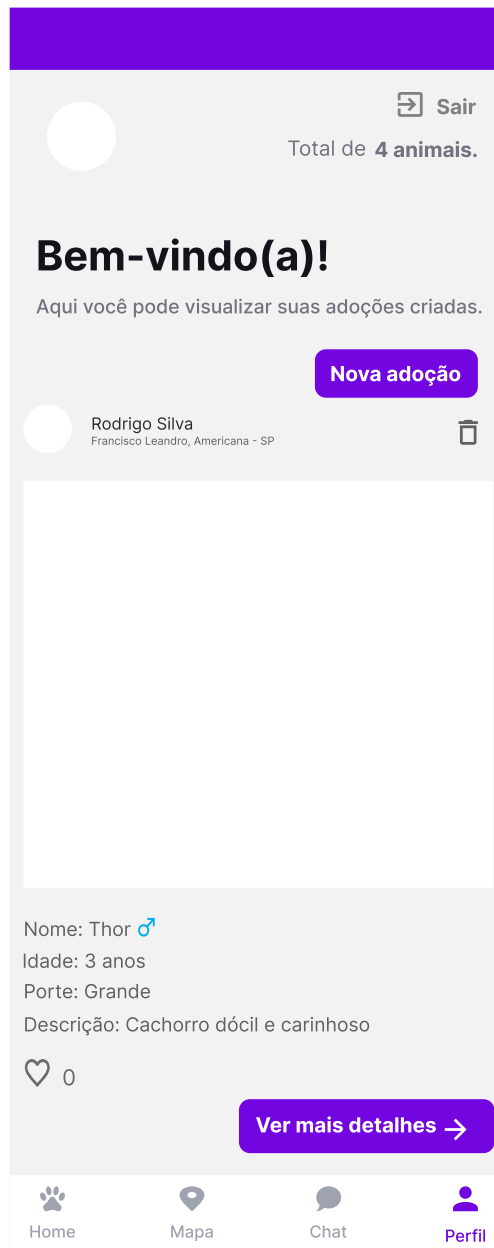 Sair
Total de 4 animais.
Bem-vindo(a)!
Aqui você pode visualizar suas adoções criadas.
Nova adoção
Rodrigo Silva
Francisco Leandro, Americana - SP
Nome: Thor
Idade: 3 anos
Porte: Grande
Descrição: Cachorro dócil e carinhoso
0
Ver mais detalhes
Home Mapa Chat Perfil